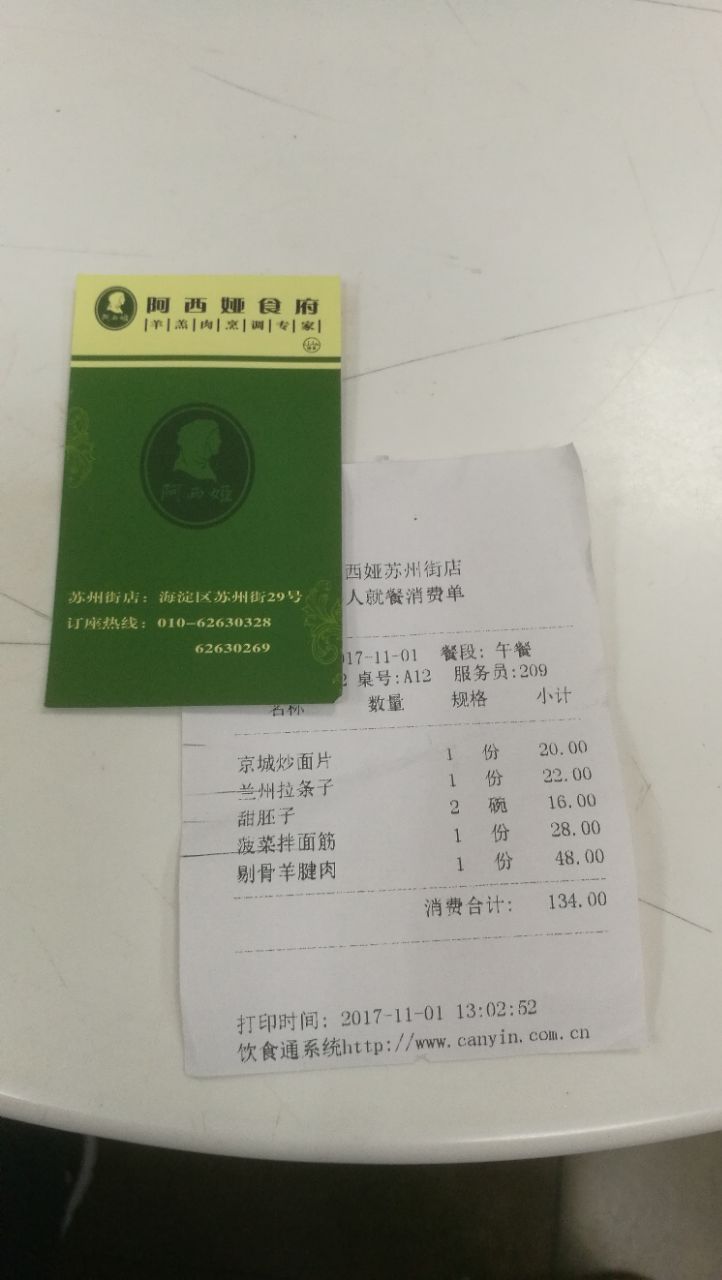 阿西娅食府
羊羔肉烹调专家
阿西娅
苏州街店：海淀区苏州街29号
订座热线：010-62630328
62630269
西娅苏州街店
人就餐消费单
017-11-01 餐段：午餐
2 桌号:A12 服务员:209
名称 数量 规格 小计
京城炒面片 1 份 20.00
兰州拉条子 1 份 22.00
甜胚子 2 碗 16.00
菠菜拌面筋 1 份 28.00
剔骨羊腱肉 1 份 48.00
消费合计： 134.00
打印时间：2017-11-01 13:02:52
饮食通系统http://www.canyin.com.cn